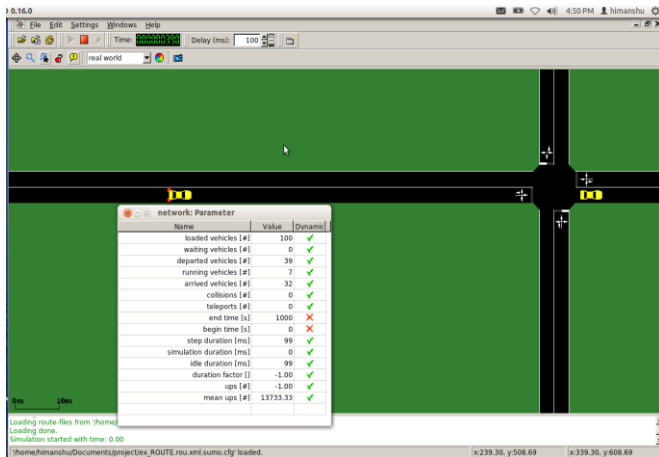 0.16.0
4:50 PM himanshu
File Edit Settings Windows Help
Time: Delay (ms): 100
real world
network: Parameter
Name Value Dynamic
loaded vehicles [#] 100
waiting vehicles [#] 0
departed vehicles [#] 39
running vehicles [#] 7
arrived vehicles [#] 32
collisions [#] 0
teleports [#] 0
end time [s] 1000
begin time [s] 0
step duration [ms] 99
simulation duration [ms] 0
idle duration [ms] 99
duration factor [] -1.00
ups [#] -1.00
mean ups [#] 13733.33
0m 10m
Loading route-files from '/home/
Loading done.
Simulation started with time: 0.00
'/home/himanshu/Documents/project/ex_ROUTE.rou.xml.sumo.cfg' loaded.
x:239.30, y:508.69
x:339.30, y:608.69